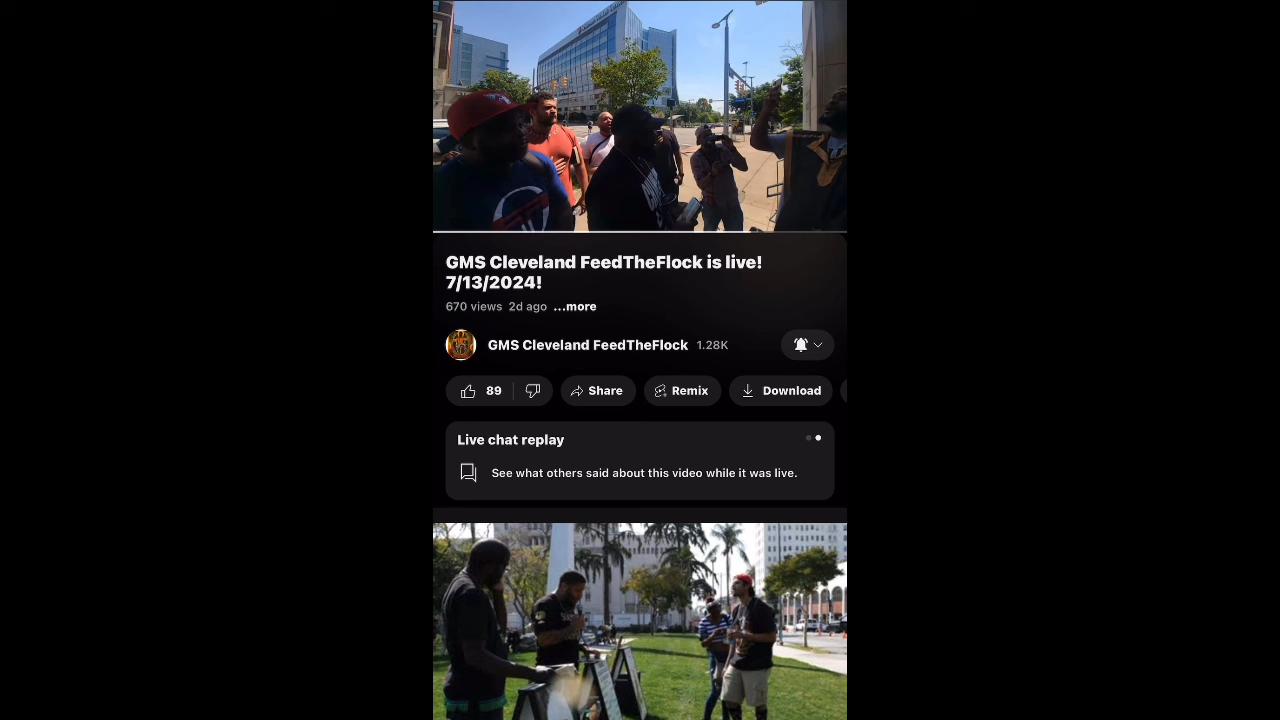 GMS Cleveland FeedTheFlock is live!
7/13/2024!
670 views 2d ago ...more
GMS Cleveland FeedTheFlock 1.28K
89 Share Remix Download
Live chat replay
See what others said about this video while it was live.